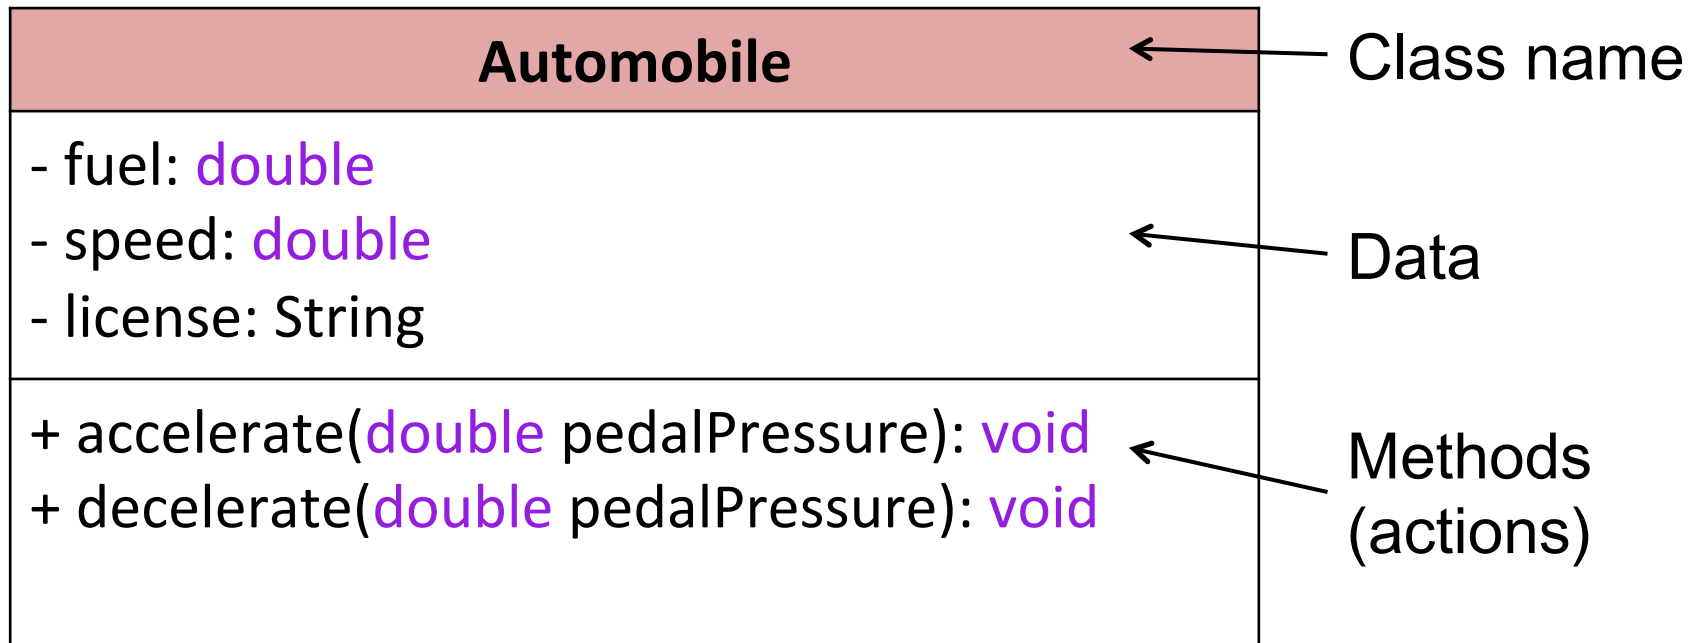 Automobile
Class name
- fuel: double
- speed: double
- license: String
Data
+ accelerate(double pedalPressure): void
+ decelerate(double pedalPressure): void
Methods
(actions)